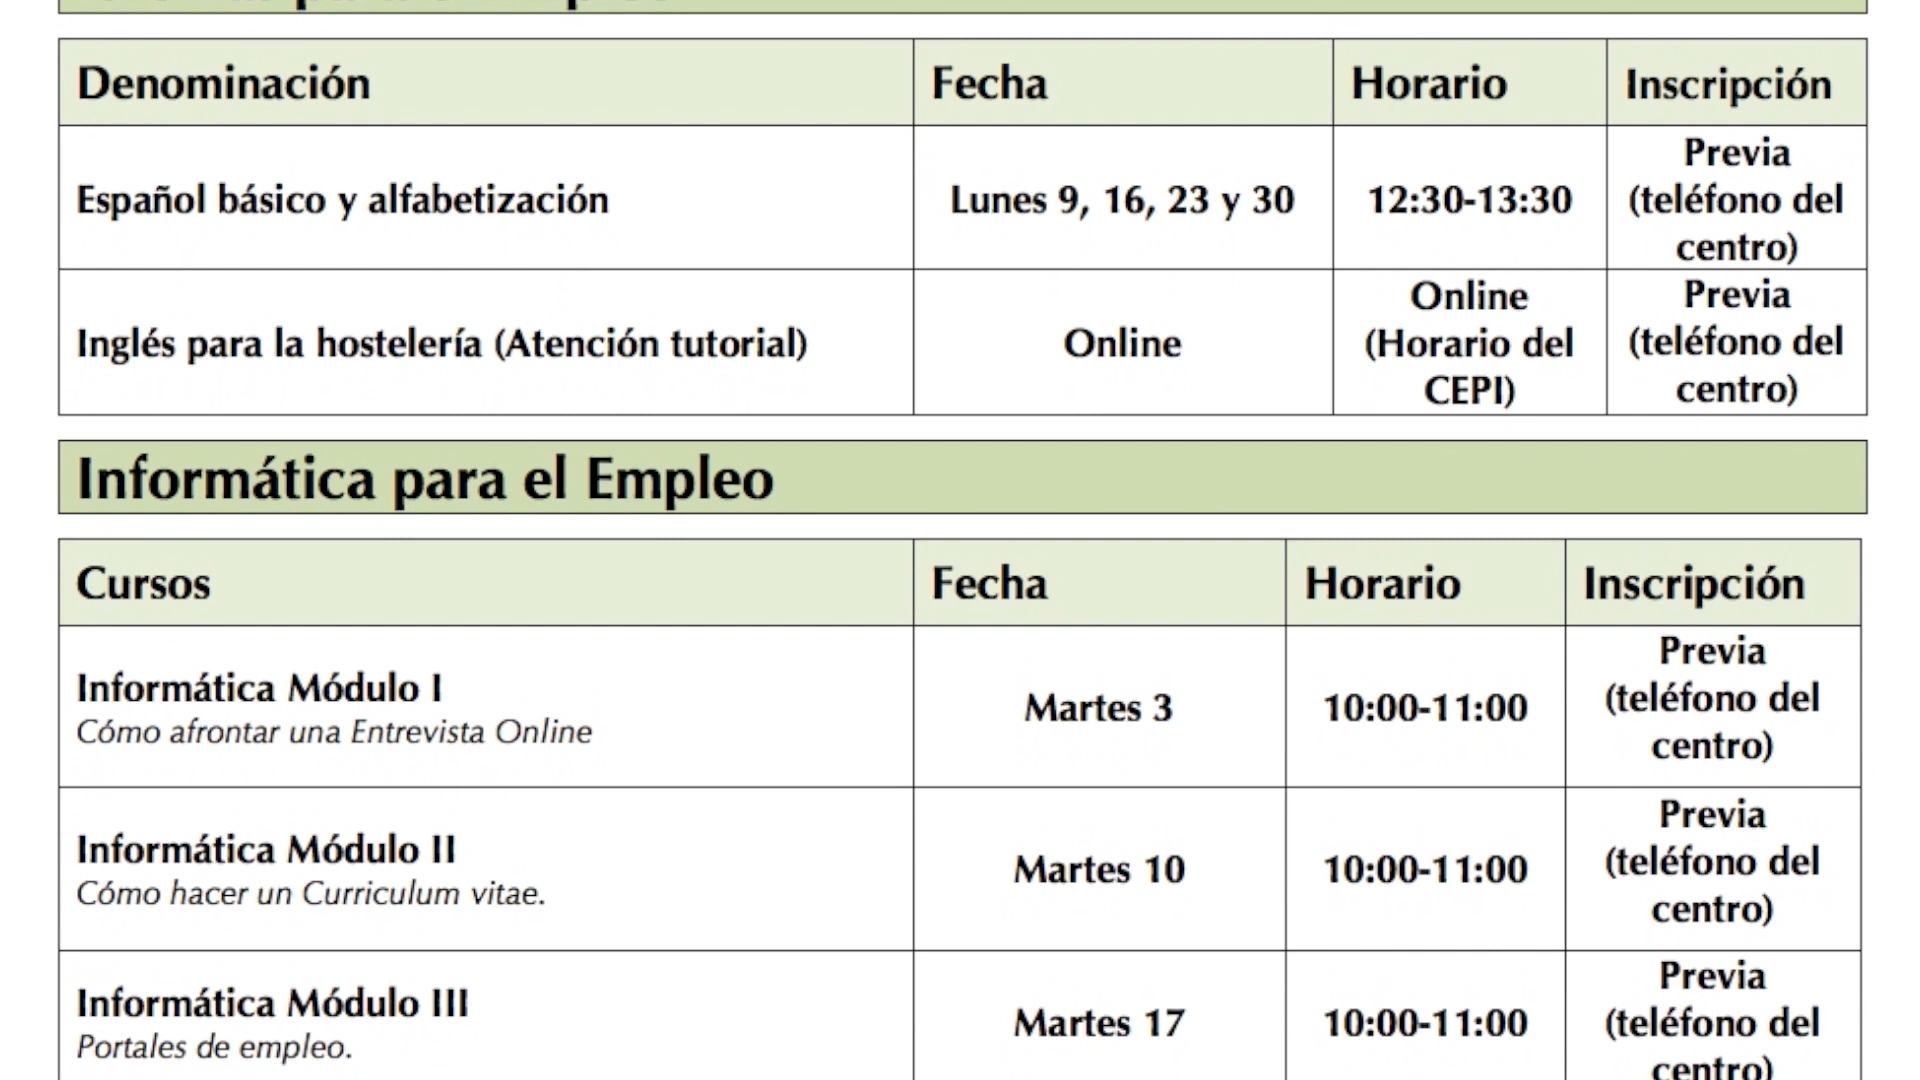 Denominación Fecha Horario Inscripción
Español básico y alfabetización Lunes 9, 16, 23 y 30 12:30-13:30 Previa
(teléfono del
centro)
Inglés para la hostelería (Atención tutorial) Online Online
(Horario del
CEPI) Previa
(teléfono del
centro)
Informática para el Empleo
Cursos Fecha Horario Inscripción
Informática Módulo I
Cómo afrontar una Entrevista Online
Martes 3 10:00-11:00 Previa
(teléfono del
centro)
Informática Módulo II
Cómo hacer un Curriculum vitae.
Martes 10 10:00-11:00 Previa
(teléfono del
centro)
Informática Módulo III
Portales de empleo.
Martes 17 10:00-11:00 Previa
(teléfono del
centro)